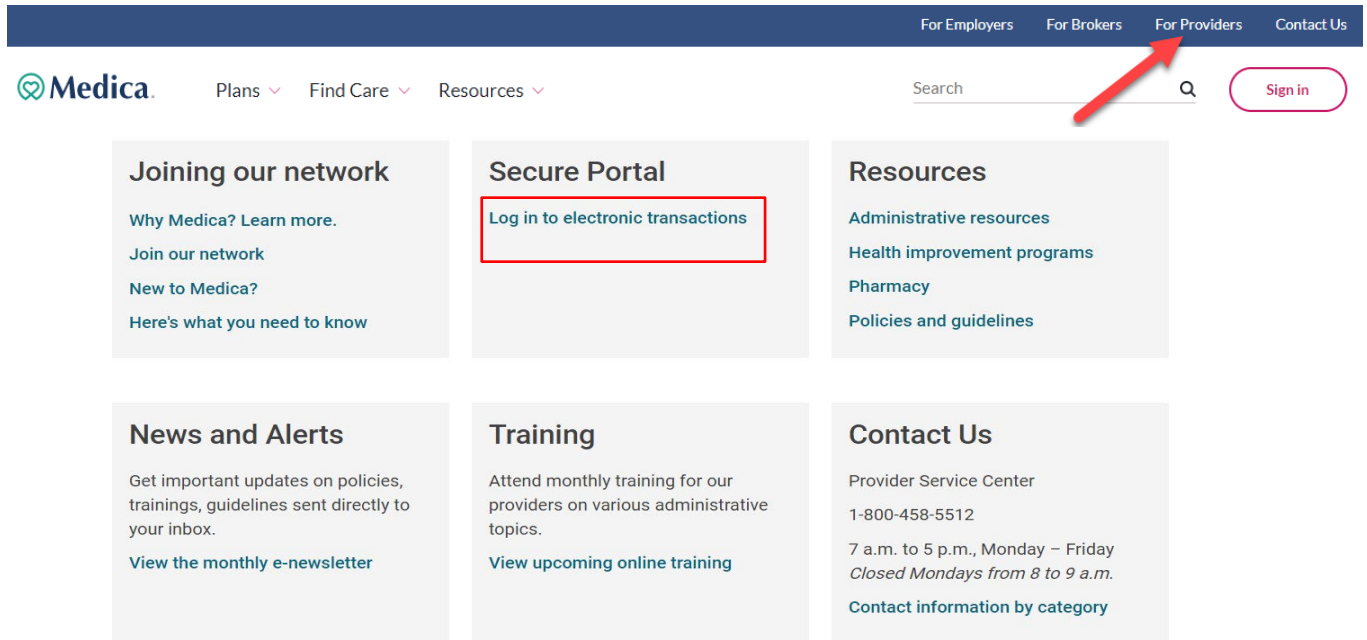 For Employers For Brokers For Providers Contact Us
Medica. Plans Find Care Resources Search Sign in
Joining our network
Why Medica? Learn more.
Join our network
New to Medica?
Here's what you need to know
Secure Portal
Log in to electronic transactions
Resources
Administrative resources
Health improvement programs
Pharmacy
Policies and guidelines
News and Alerts
Get important updates on policies,
trainings, guidelines sent directly to
your inbox.
View the monthly e-newsletter
Training
Attend monthly training for our
providers on various administrative
topics.
View upcoming online training
Contact Us
Provider Service Center
1-800-458-5512
7 a.m. to 5 p.m., Monday – Friday
Closed Mondays from 8 to 9 a.m.
Contact information by category